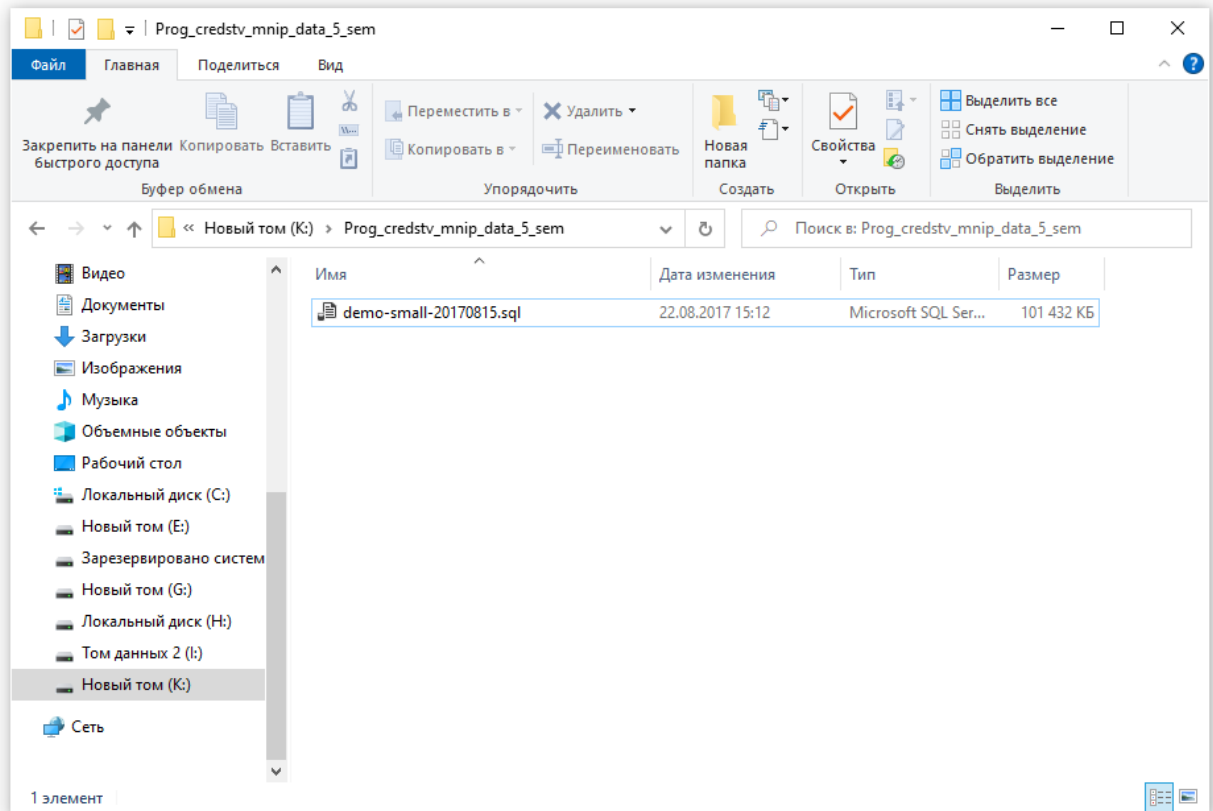 Prog_credstv_mnip_data_5_sem
Файл Главная Поделиться Вид
Закрепить на панели быстрого доступа
Копировать
Вставить
Переместить в
Копировать в
Удалить
Переименовать
Новая папка
Свойства
Выделить все
Снять выделение
Обратить выделение
Буфер обмена Упорядочить Создать Открыть Выделить
« Новый том (K:) › Prog_credstv_mnip_data_5_sem
Поиск в: Prog_credstv_mnip_data_5_sem
Видео
Документы
Загрузки
Изображения
Музыка
Объемные объекты
Рабочий стол
Локальный диск (C:)
Новый том (E:)
Зарезервировано систем
Новый том (G:)
Локальный диск (H:)
Том данных 2 (I:)
Новый том (K:)
Сеть
Имя Дата изменения Тип Размер
demo-small-20170815.sql 22.08.2017 15:12 Microsoft SQL Ser... 101 432 КБ
1 элемент